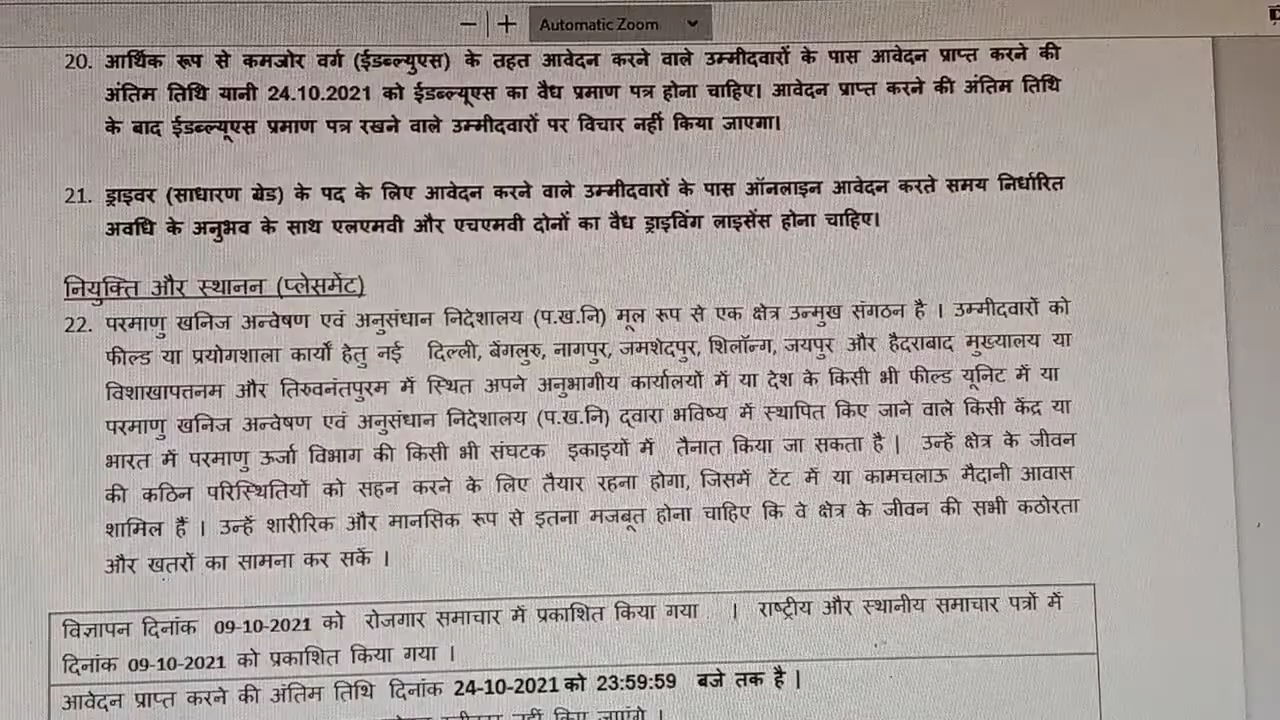 Automatic Zoom
20. आर्थिक रूप से कमजोर वर्ग (ईडब्ल्युएस) के तहत आवेदन करने वाले उम्मीदवारों के पास आवेदन प्राप्त करने की
अंतिम तिथि यानी 24.10.2021 को ईडब्ल्यूएस का वैध प्रमाण पत्र होना चाहिए। आवेदन प्राप्त करने की अंतिम तिथि
के बाद ईडब्ल्यूएस प्रमाण पत्र रखने वाले उम्मीदवारों पर विचार नहीं किया जाएगा।
21. ड्राइवर (साधारण ग्रेड) के पद के लिए आवेदन करने वाले उम्मीदवारों के पास ऑनलाइन आवेदन करते समय निर्धारित
अवधि के अनुभव के साथ एलएमवी और एचएमवी दोनों का वैध ड्राइविंग लाइसेंस होना चाहिए।
नियुक्ति और स्थानन (प्लेसमेंट)
22. परमाणु खनिज अन्वेषण एवं अनुसंधान निदेशालय (प.ख.नि) मूल रूप से एक क्षेत्र उन्मुख संगठन है । उम्मीदवारों को
फील्ड या प्रयोगशाला कार्यों हेतु नई दिल्ली, बेंगलुरु, नागपुर, जमशेदपुर, शिलॉन्ग, जयपुर और हैदराबाद मुख्यालय या
विशाखापत्तनम और तिरुवनंतपुरम में स्थित अपने अनुभागीय कार्यालयों में या देश के किसी भी फील्ड यूनिट में या
परमाणु खनिज अन्वेषण एवं अनुसंधान निदेशालय (प.ख.नि) द्वारा भविष्य में स्थापित किए जाने वाले किसी केंद्र या
भारत में परमाणु ऊर्जा विभाग की किसी भी संघटक इकाइयों में तैनात किया जा सकता है | उन्हें क्षेत्र के जीवन
की कठिन परिस्थितियों को सहन करने के लिए तैयार रहना होगा, जिसमें टेंट में या कामचलाऊ मैदानी आवास
शामिल हैं । उन्हें शारीरिक और मानसिक रूप से इतना मजबूत होना चाहिए कि वे क्षेत्र के जीवन की सभी कठोरता
और खतरों का सामना कर सकें ।
विज्ञापन दिनांक 09-10-2021 को रोजगार समाचार में प्रकाशित किया गया | राष्ट्रीय और स्थानीय समाचार पत्रों में
दिनांक 09-10-2021 को प्रकाशित किया गया ।
आवेदन प्राप्त करने की अंतिम तिथि दिनांक 24-10-2021 को 23:59:59 बजे तक है |
नहीं किए जाएंगे ।